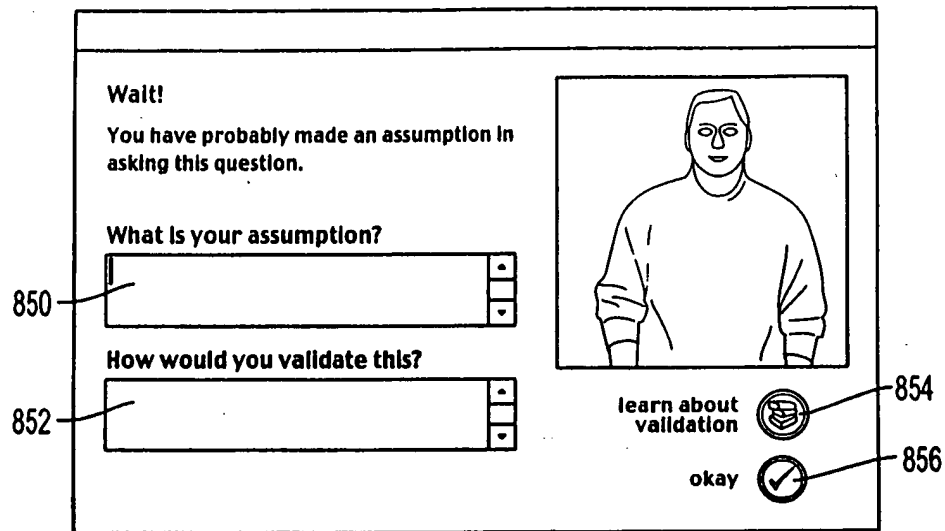 Wait!
You have probably made an assumption in
asking this question.
What is your assumption?
850
How would you validate this?
852
learn about
validation
854
okay
856